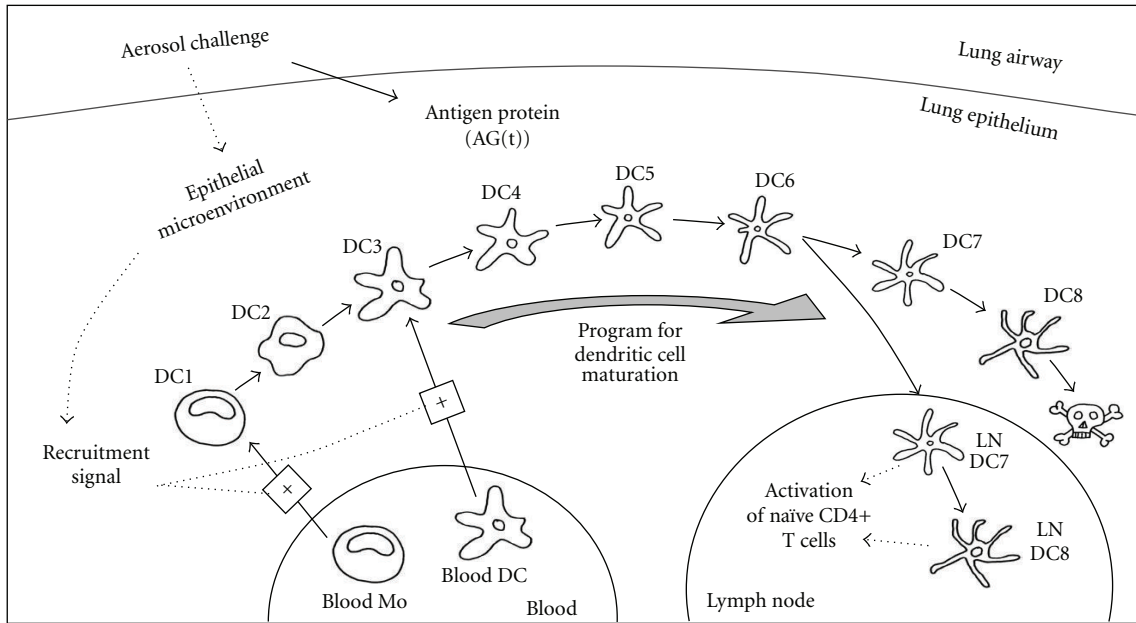 Aerosol challenge
Lung airway
Lung epithelium
Antigen protein
(AG(t))
Epithelial
microenvironment
DC1
DC2
DC3
DC4
DC5
DC6
DC7
DC8
Program for
dendritic cell
maturation
Recruitment
signal
+
+
Blood Mo
Blood DC
Blood
LN
DC7
Activation
of naïve CD4+
T cells
LN
DC8
Lymph node